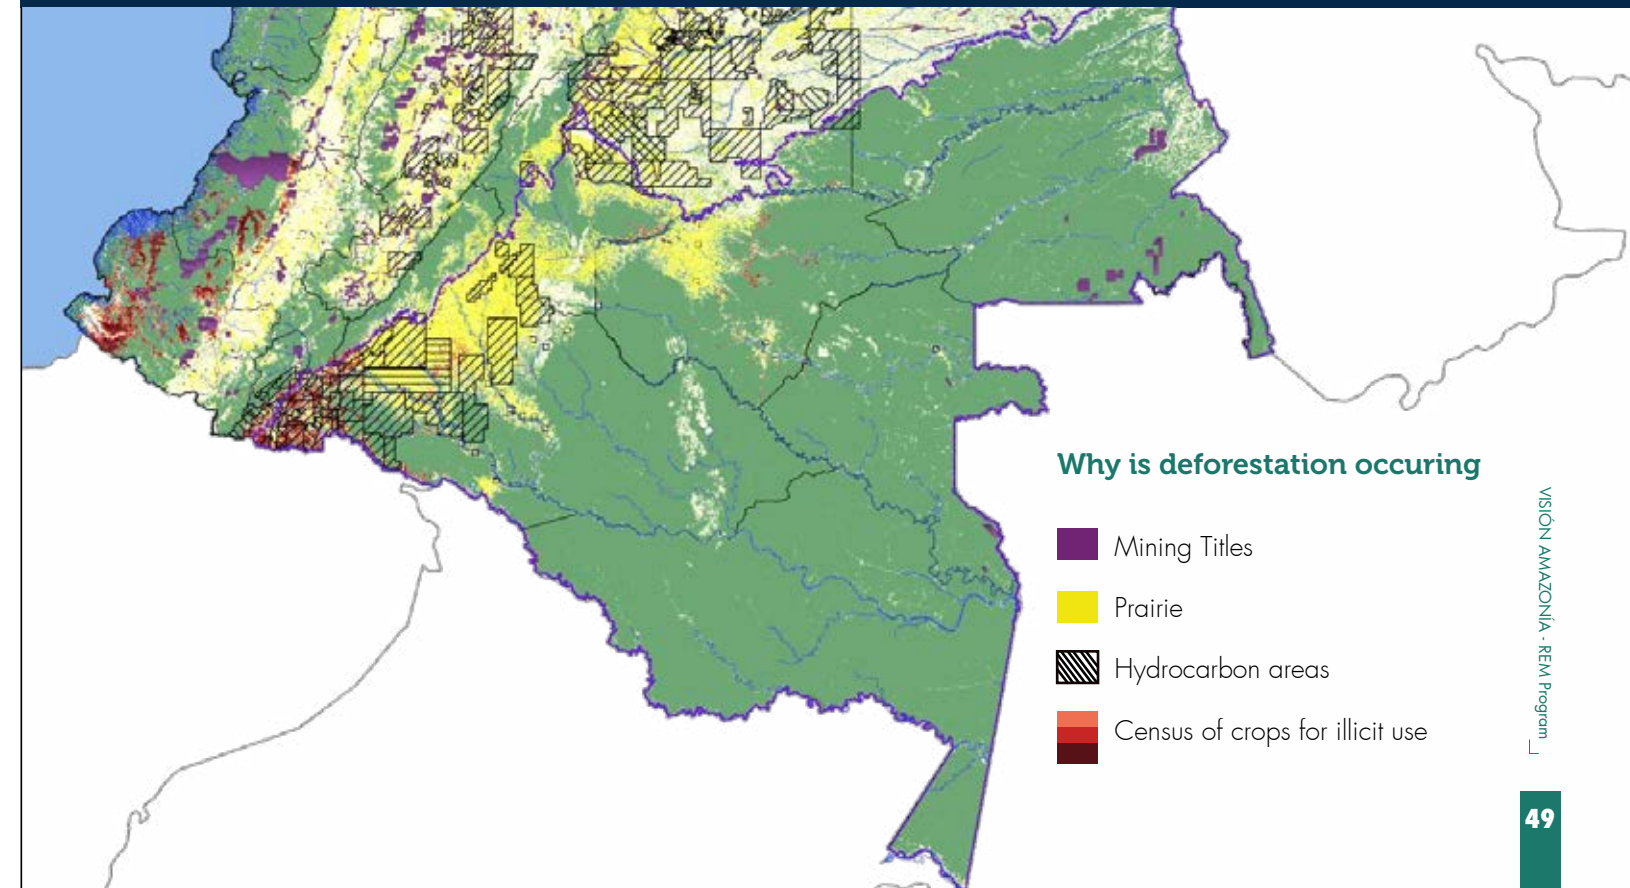 Why is deforestation occuring
Mining Titles
Prairie
Hydrocarbon areas
Census of crops for illicit use
VISIÓN AMAZONÍA - REM Program
49